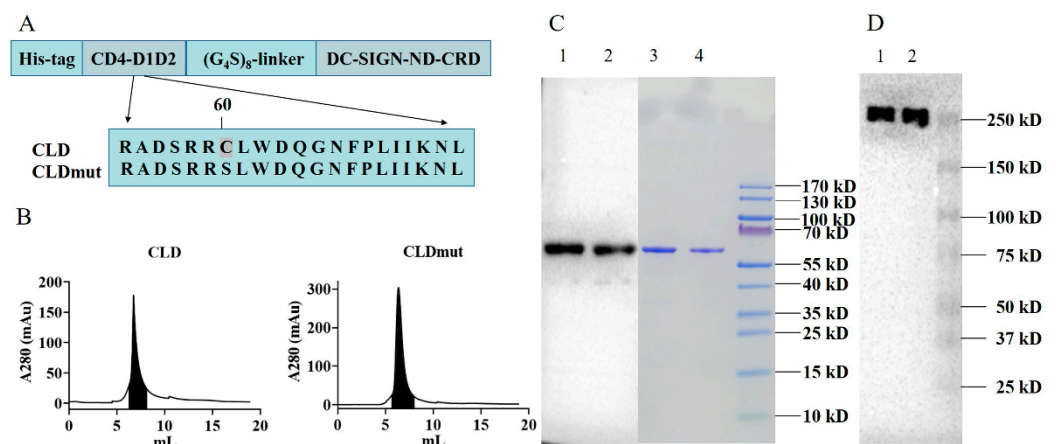 A
His-tag CD4-D1D2 (G4S)8-linker DC-SIGN-ND-CRD
60
CLD R A D S R R C L W D Q G N F P L I I K N L
CLDmut R A D S R R S L W D Q G N F P L I I K N L
B
CLD
A280 (mAu)
200
150
100
50
0
0 5 10 15 20
mL
CLDmut
A280 (mAu)
300
200
100
0
0 5 10 15 20
mL
C
1 2 3 4
170 kD
130 kD
100 kD
70 kD
55 kD
40 kD
35 kD
25 kD
15 kD
10 kD
D
1 2
250 kD
150 kD
100 kD
75 kD
50 kD
37 kD
25 kD